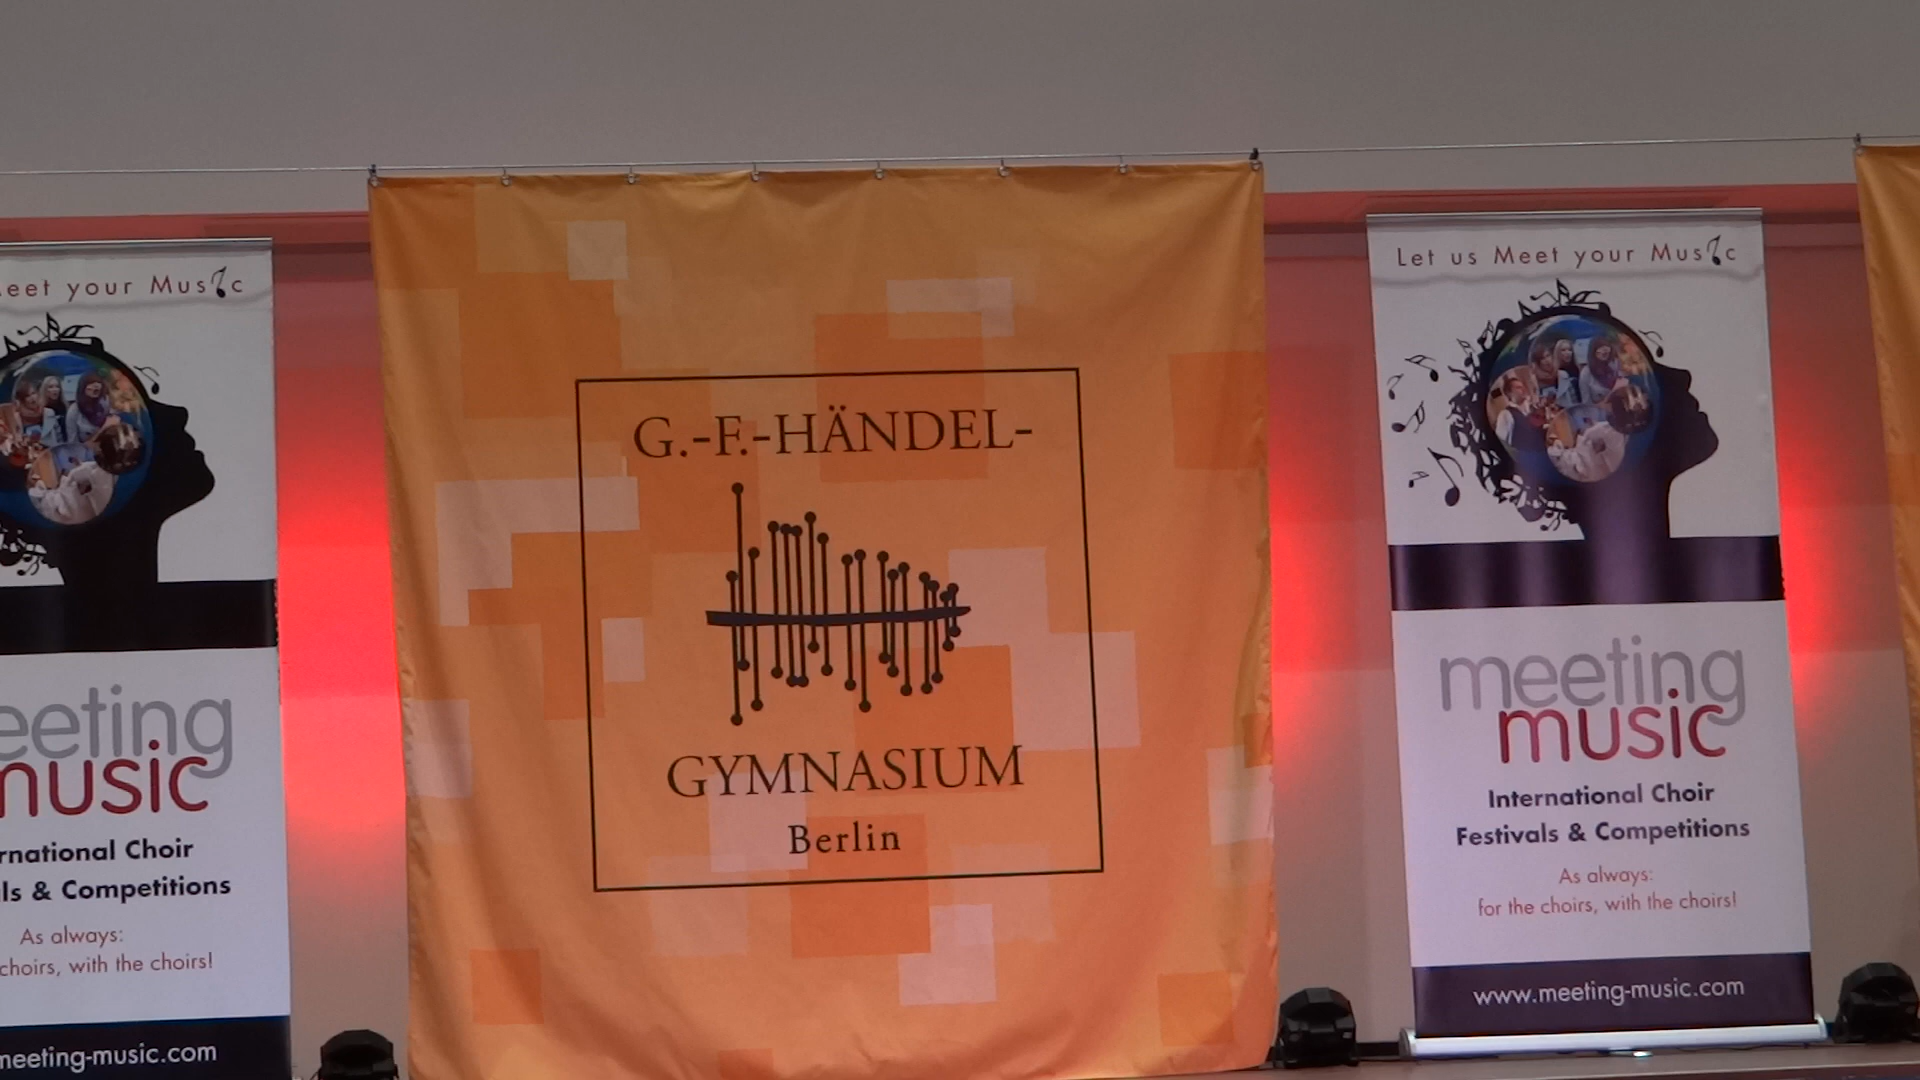 eet your Music
eeting
music
rnational Choir
ls & Competitions
As always:
choirs, with the choirs!
meeting-music.com
G.-F.-HÄNDEL-
GYMNASIUM
Berlin
Let us Meet your Music
meeting
music
International Choir
Festivals & Competitions
As always:
for the choirs, with the choirs!
www.meeting-music.com